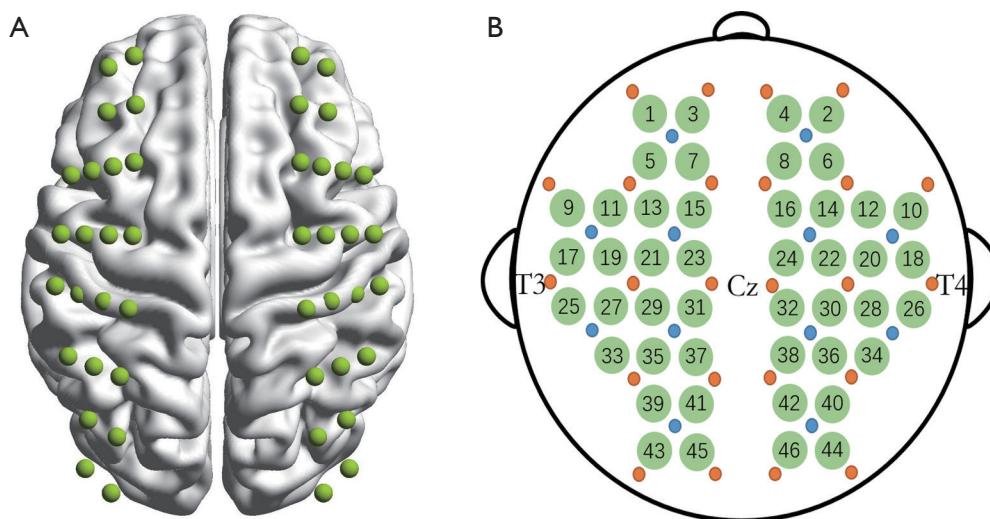 A
B
1 3 4 2
5 7 8 6
9 11 13 15 16 14 12 10
17 19 21 23 24 22 20 18
T3 Cz T4
25 27 29 31 32 30 28 26
33 35 37 38 36 34
39 41 42 40
43 45 46 44